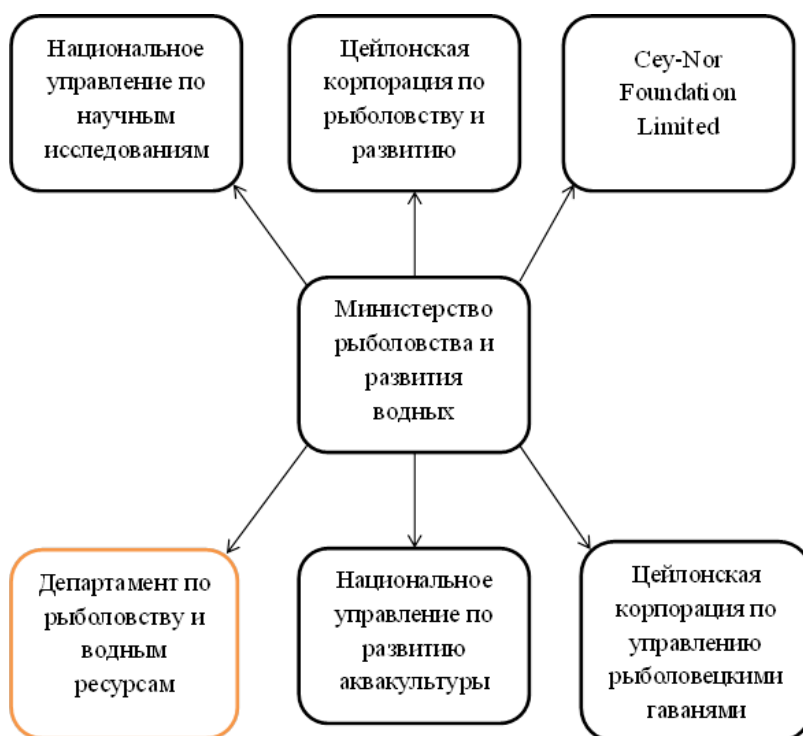 Национальное
управление по
научным
исследованиям
Цейлонская
корпорация по
рыболовству и
развитию
Cey-Nor
Foundation
Limited
Министерство
рыболовства и
развития
водных
Департамент по
рыболовству и
водным
ресурсам
Национальное
управление по
развитию
аквакультуры
Цейлонская
корпорация по
управлению
рыболовецкими
гаванями